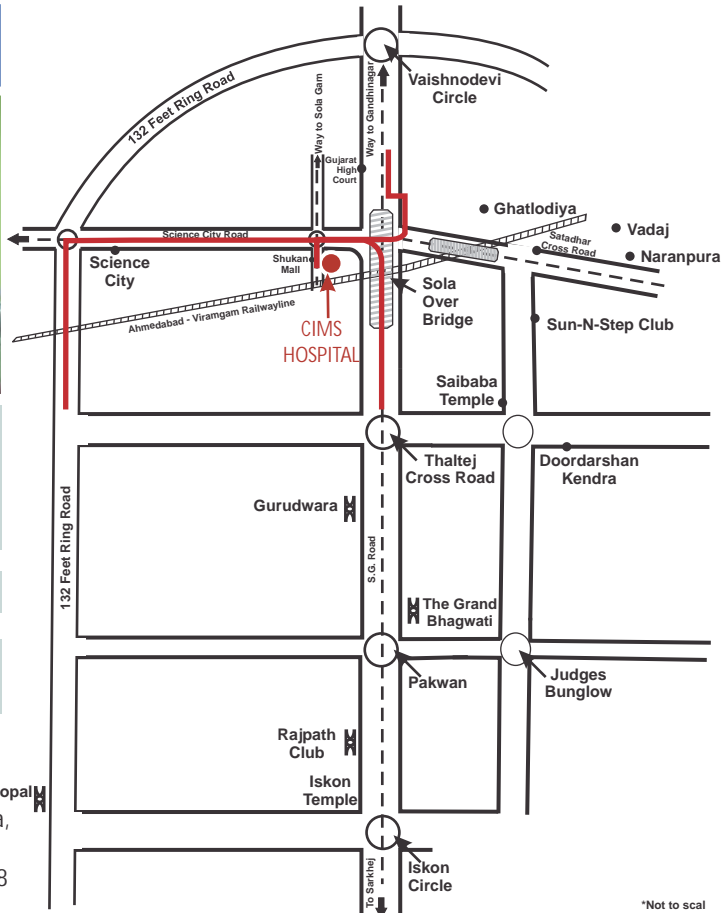 Vaishnodevi
Circle
132 Feet Ring Road
Way to Sola Gam
Way to Gandhinagar
Gujarat
High
Court
Ghatlodiya
Vadaj
Science City Road
Satadhar
Cross Road
Naranpura
Science
City
Shukan
Mall
Sola
Over
Bridge
CIMS
HOSPITAL
Ahmedabad - Viramgam Railwayline
Sun-N-Step Club
Saibaba
Temple
Thaltej
Cross Road
Doordarshan
Kendra
Gurudwara
132 Feet Ring Road
S.G. Road
The Grand
Bhagwati
Pakwan
Judges
Bunglow
Rajpath
Club
Iskon
Temple
opal
a,
8
Iskon
Circle
To Sarkhej
*Not to scal